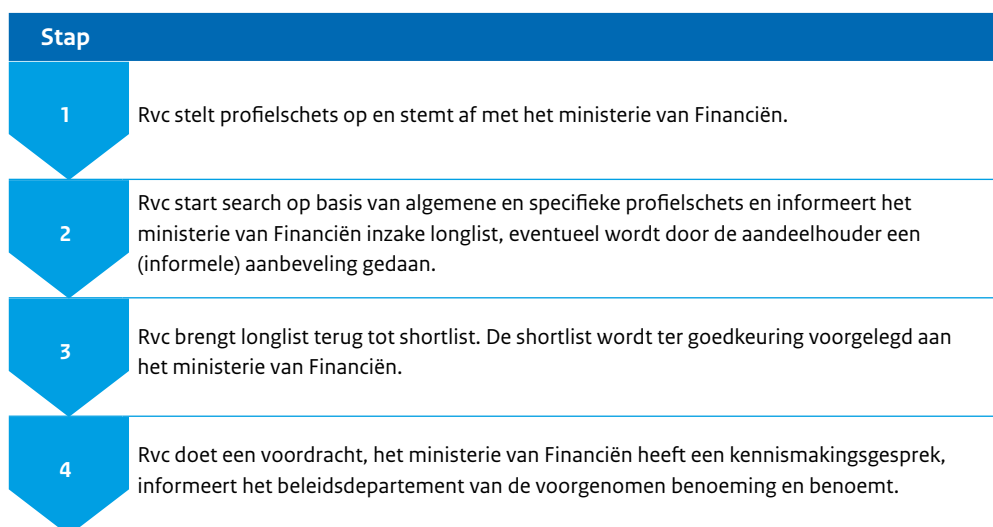 Stap
1
Rvc stelt profielschets op en stemt af met het ministerie van Financiën.
2
Rvc start search op basis van algemene en specifieke profielschets en informeert het
ministerie van Financiën inzake longlist, eventueel wordt door de aandeelhouder een
(informele) aanbeveling gedaan.
3
Rvc brengt longlist terug tot shortlist. De shortlist wordt ter goedkeuring voorgelegd aan
het ministerie van Financiën.
4
Rvc doet een voordracht, het ministerie van Financiën heeft een kennismakingsgesprek,
informeert het beleidsdepartement van de voorgenomen benoeming en benoemt.